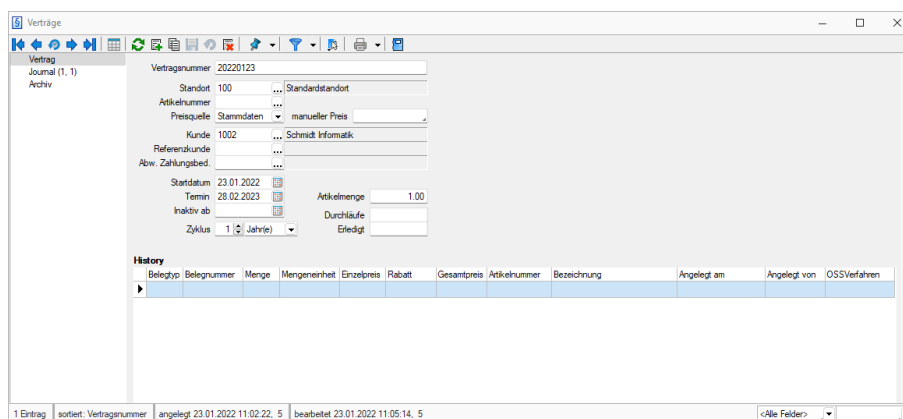 § Verträge
Vertrag
Journal (1, 1)
Archiv
Vertragsnummer 20220123
Standort 100 ... Standardstandort
Artikelnummer ...
Preisquelle Stammdaten manueller Preis
Kunde 1002 ... Schmidt Informatik
Referenzkunde ...
Abw. Zahlungsbed. ...
Startdatum 23.01.2022
Termin 28.02.2023 Artikelmenge 1.00
Inaktiv ab Durchläufe
Zyklus 1 Jahr(e) Erledigt
History
Belegtyp Belegnummer Menge Mengeneinheit Einzelpreis Rabatt Gesamtpreis Artikelnummer Bezeichnung Angelegt am Angelegt von OSSVerfahren
1 Eintrag sortiert: Vertragsnummer angelegt 23.01.2022 11:02:22, 5 bearbeitet 23.01.2022 11:05:14, 5 <Alle Felder>